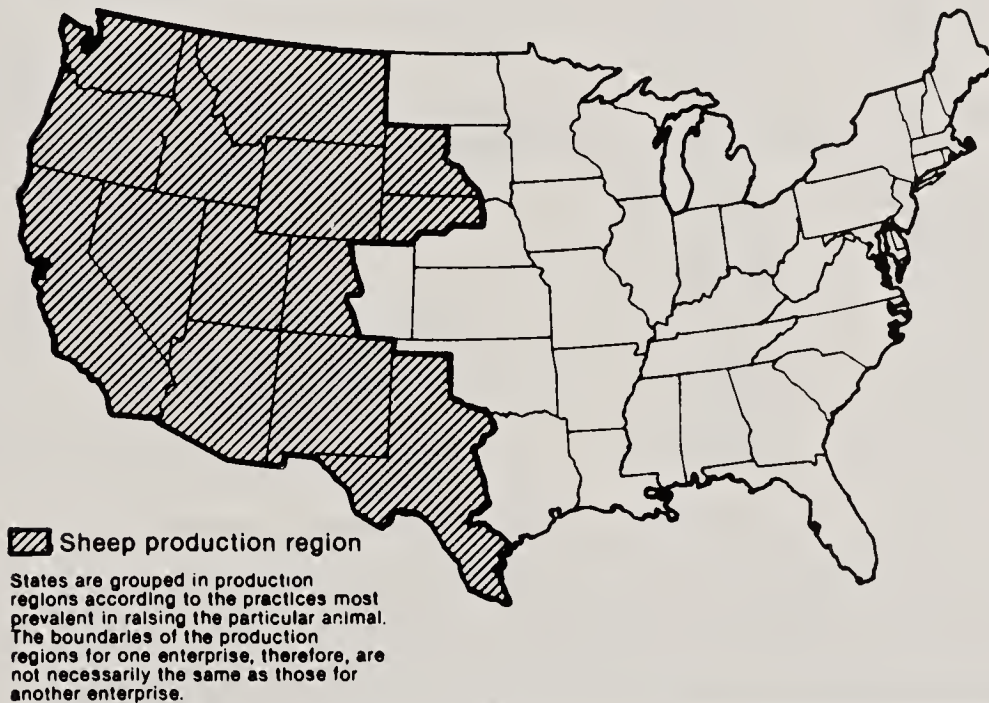 Sheep production region
States are grouped in production
regions according to the practices most
prevalent in raising the particular animal.
The boundaries of the production
regions for one enterprise, therefore, are
not necessarily the same as those for
another enterprise.